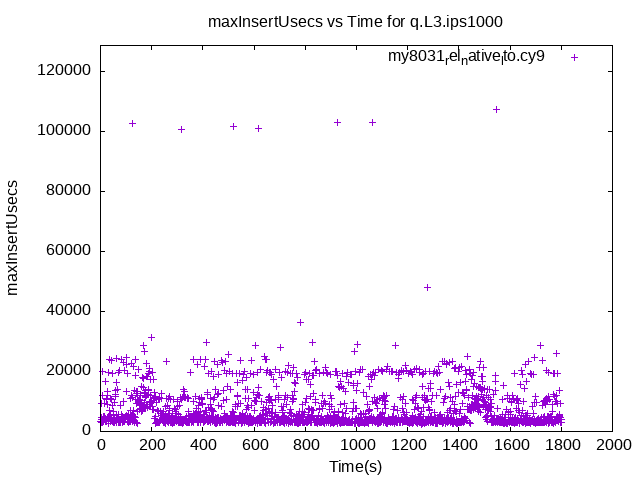 maxInsertUsecs vs Time for q.L3.ips1000
my8031relnativelto.cy9
120000
100000
80000
60000
40000
20000
0
maxInsertUsecs
0 200 400 600 800 1000 1200 1400 1600 1800 2000
Time(s)